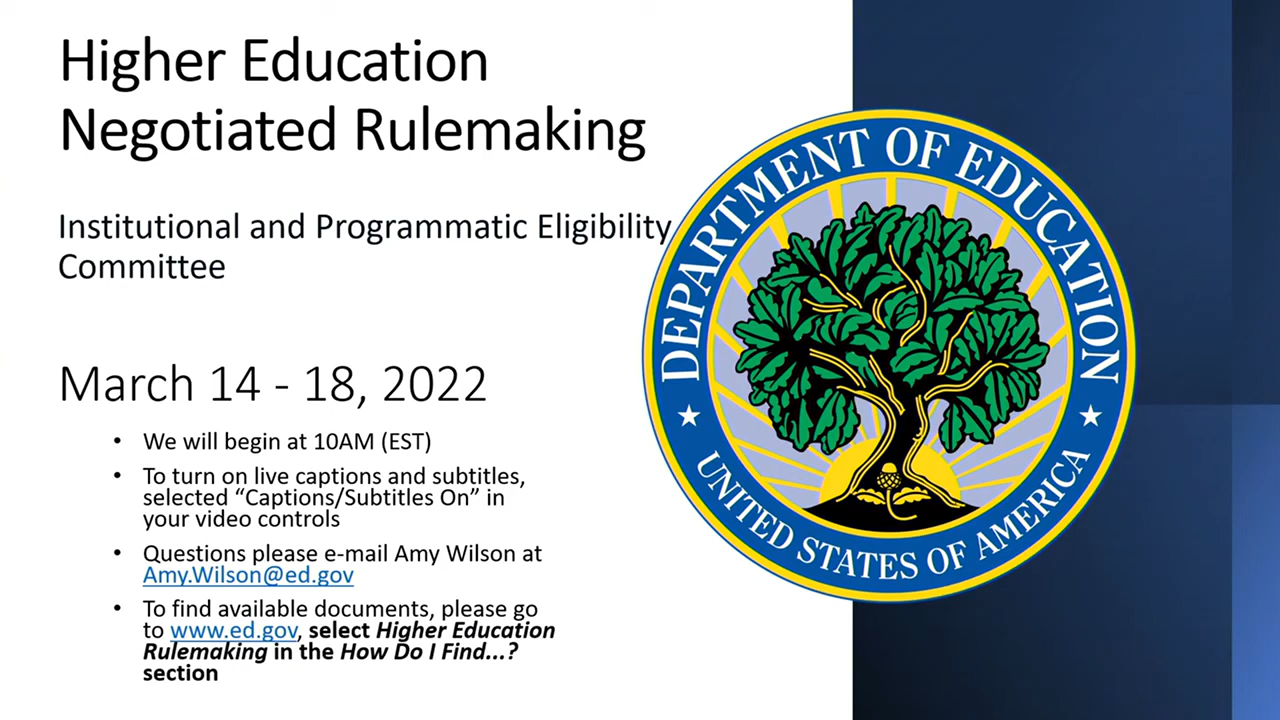 Higher Education
Negotiated Rulemaking
Institutional and Programmatic Eligibility
Committee
March 14 - 18, 2022
• We will begin at 10AM (EST)
• To turn on live captions and subtitles,
selected “Captions/Subtitles On” in
your video controls
• Questions please e-mail Amy Wilson at
Amy.Wilson@ed.gov
• To find available documents, please go
to www.ed.gov, select Higher Education
Rulemaking in the How Do I Find...?
section
DEPARTMENT OF EDUCATION
UNITED STATES OF AMERICA